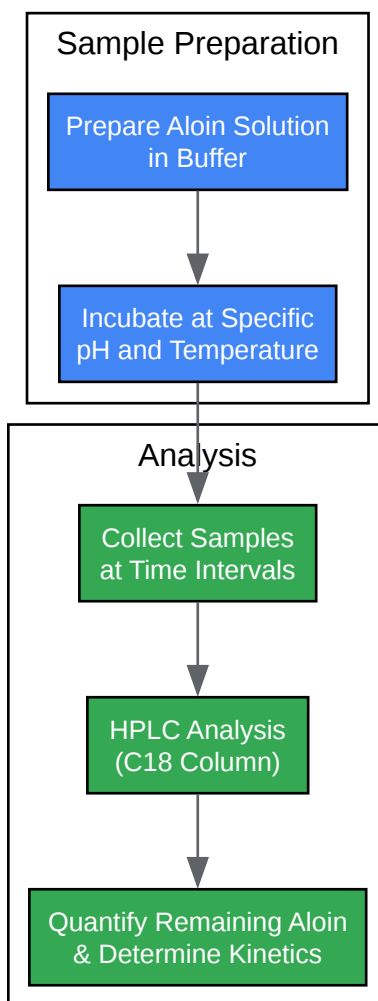 Sample Preparation
Prepare Aloin Solution
in Buffer
Incubate at Specific
pH and Temperature
Analysis
Collect Samples
at Time Intervals
HPLC Analysis
(C18 Column)
Quantify Remaining Aloin
& Determine Kinetics